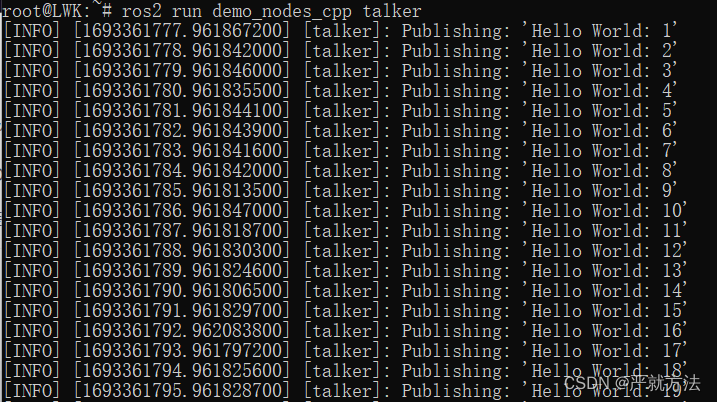 root@LWK:~# ros2 run demo_nodes_cpp talker
[INFO] [1693361777.961867200] [talker]: Publishing: 'Hello World: 1'
[INFO] [1693361778.961842000] [talker]: Publishing: 'Hello World: 2'
[INFO] [1693361779.961846000] [talker]: Publishing: 'Hello World: 3'
[INFO] [1693361780.961835500] [talker]: Publishing: 'Hello World: 4'
[INFO] [1693361781.961844100] [talker]: Publishing: 'Hello World: 5'
[INFO] [1693361782.961843900] [talker]: Publishing: 'Hello World: 6'
[INFO] [1693361783.961841600] [talker]: Publishing: 'Hello World: 7'
[INFO] [1693361784.961842000] [talker]: Publishing: 'Hello World: 8'
[INFO] [1693361785.961813500] [talker]: Publishing: 'Hello World: 9'
[INFO] [1693361786.961847000] [talker]: Publishing: 'Hello World: 10'
[INFO] [1693361787.961818700] [talker]: Publishing: 'Hello World: 11'
[INFO] [1693361788.961830300] [talker]: Publishing: 'Hello World: 12'
[INFO] [1693361789.961824600] [talker]: Publishing: 'Hello World: 13'
[INFO] [1693361790.961806500] [talker]: Publishing: 'Hello World: 14'
[INFO] [1693361791.961829700] [talker]: Publishing: 'Hello World: 15'
[INFO] [1693361792.962083800] [talker]: Publishing: 'Hello World: 16'
[INFO] [1693361793.961797200] [talker]: Publishing: 'Hello World: 17'
[INFO] [1693361794.961825600] [talker]: Publishing: 'Hello World: 18'
[INFO] [1693361795.961828700] [talker]: Publishing: 'Hello World: 19'
CSDN @严就方法